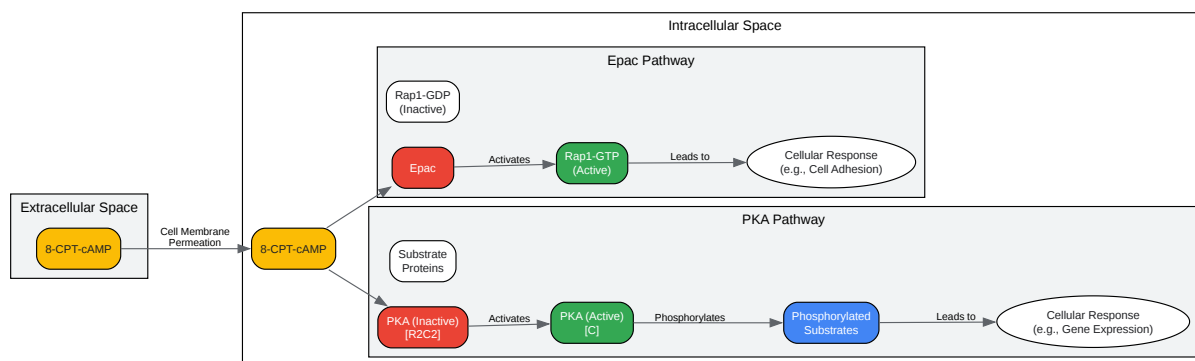 Intracellular Space
Epac Pathway
Rap1-GDP
(Inactive)
Epac
Activates
Rap1-GTP
(Active)
Leads to
Cellular Response
(e.g., Cell Adhesion)
Extracellular Space
8-CPT-cAMP
Cell Membrane
Permeation
8-CPT-cAMP
PKA Pathway
Substrate
Proteins
PKA (Inactive)
[R2C2]
Activates
PKA (Active)
[C]
Phosphorylates
Phosphorylated
Substrates
Leads to
Cellular Response
(e.g., Gene Expression)